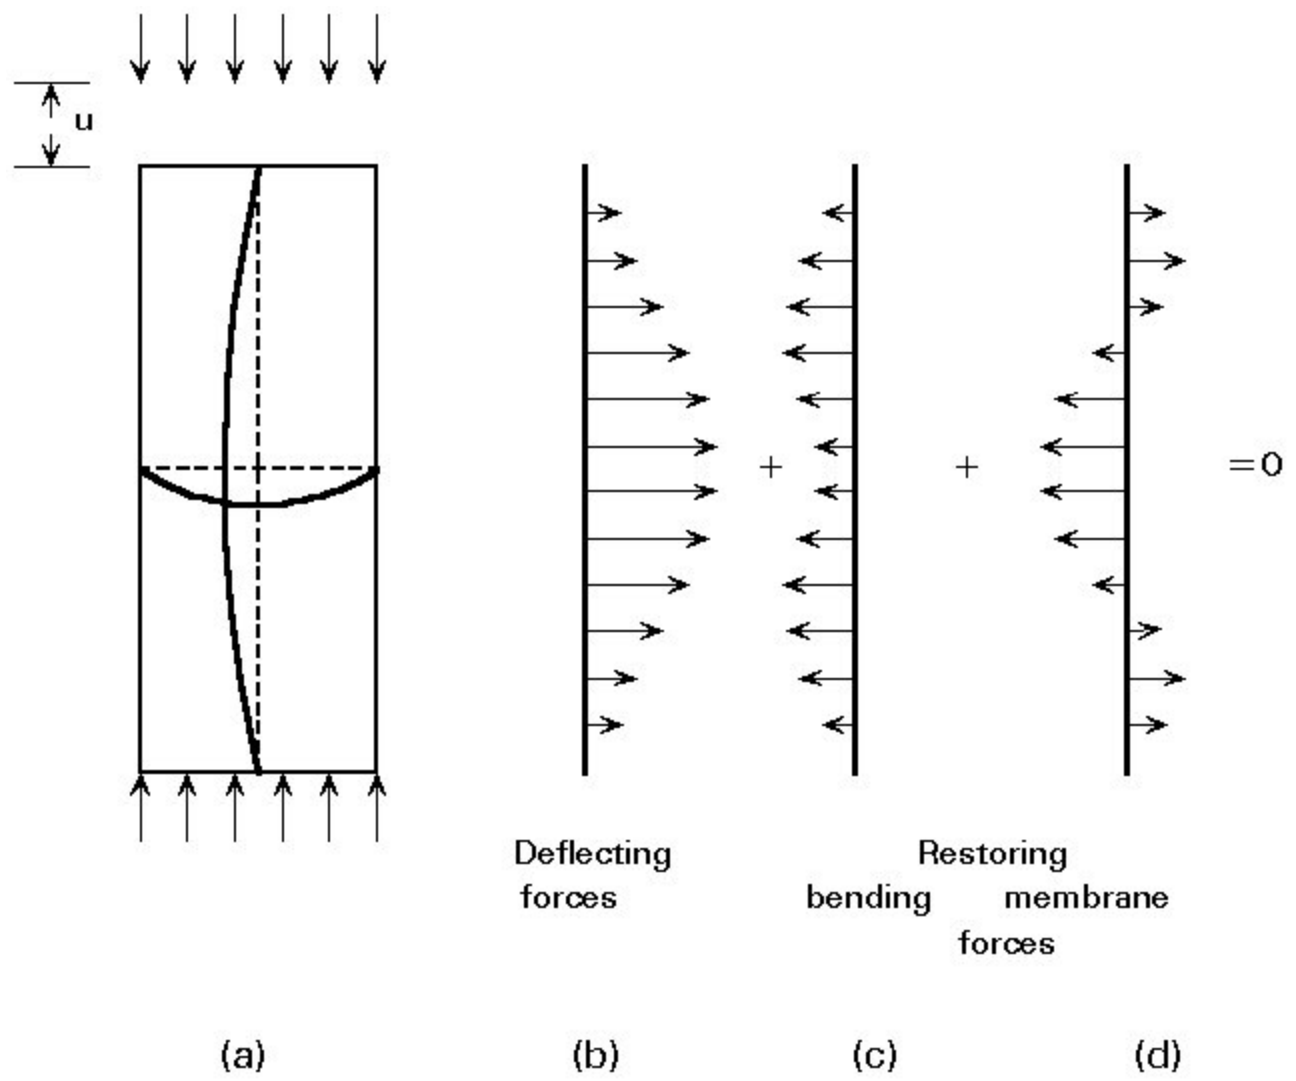 u
+
+
=0
Deflecting
forces
Restoring
bending membrane
forces
(a) (b) (c) (d)